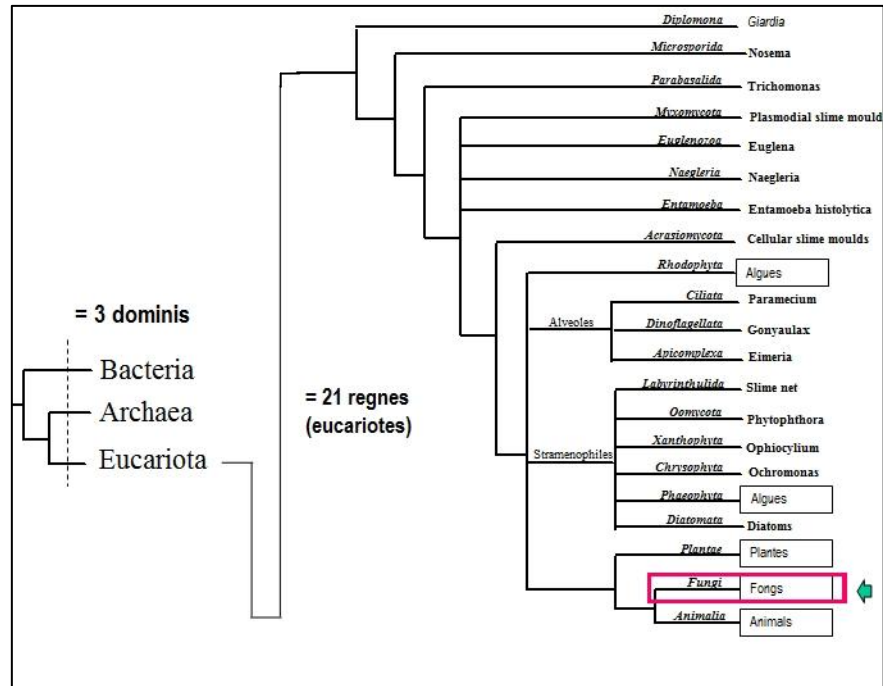 Diplomona Giardia
Microsporida Nosema
Parabasalida Trichomonas
Myxomycota Plasmodial slime mould
Euglenozoa Euglena
Naegleria Naegleria
Entamoeba Entamoeba histolytica
Acrasiomycota Cellular slime moulds
Rhodophyta Algues
Ciliata Paramecium
Alveoles
Dinoflagellata Gonyaulax
Apicomplexa Eimeria
Labyrinthulida Slime net
Oomycota Phytophthora
Xanthophyta Ophiocylium
Stramenophiles
Chrysophyta Ochromonas
Phaeophyta Algues
Diatomata Diatoms
Plantae Plantes
Fungi Fongs
Animalia Animals
= 3 dominis
Bacteria
Archaea
Eucariota
= 21 regnes
(eucariotes)